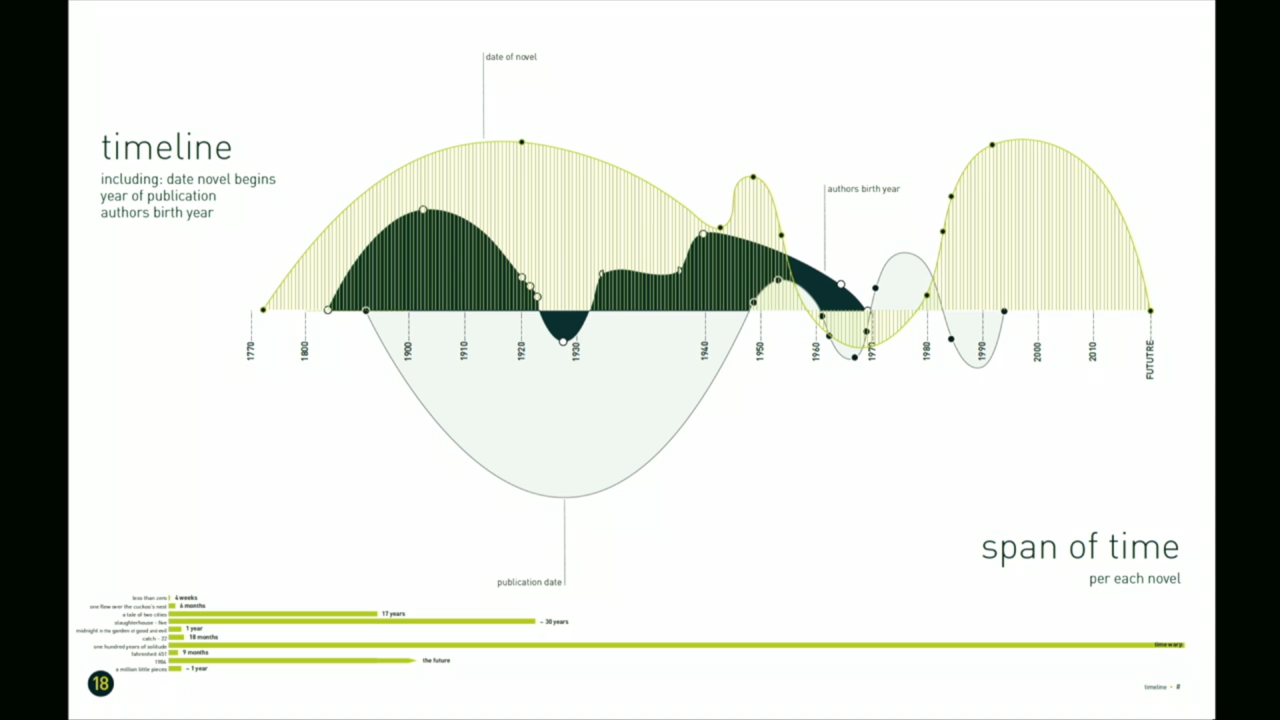 date of novel
timeline
including: date novel begins
year of publication
authors birth year
authors birth year
1770
1800
1900
1910
1920
1930
1940
1950
1960
1970
1980
1990
2000
2010
FUTUTRE
span of time
per each novel
publication date
less than zero 4 weeks
one flew over the cuckoo's nest 6 months
a tale of two cities 17 years
slaughterhouse - five ~ 30 years
midnight in the garden of good and evil 1 year
catch - 22 18 months
one hundred years of solitude time warp
fahrenheit 451 9 months
1984 the future
a million little pieces ~ 1 year
18
timeline - #